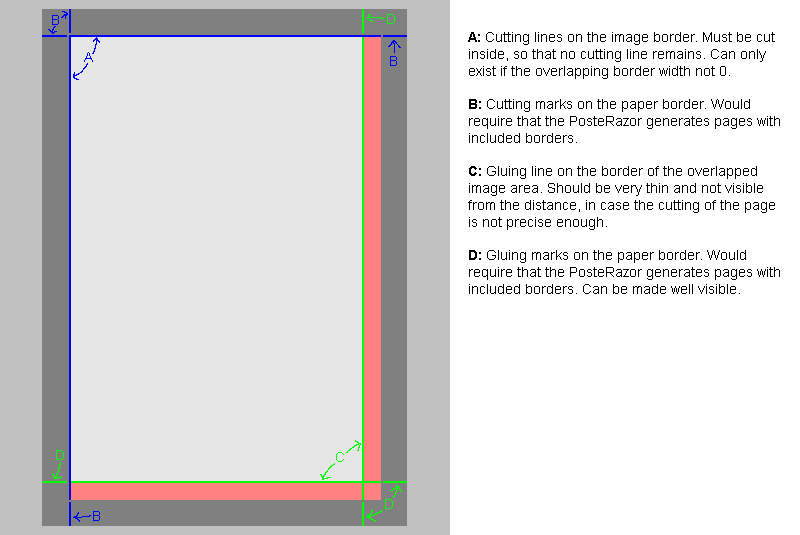 B
D
A: Cutting lines on the image border. Must be cut
inside, so that no cutting line remains. Can only
exist if the overlapping border width not 0.
A
B
B: Cutting marks on the paper border. Would
require that the PosteRazor generates pages with
included borders.
C: Gluing line on the border of the overlapped
image area. Should be very thin and not visible
from the distance, in case the cutting of the page
is not precise enough.
D: Gluing marks on the paper border. Would
require that the PosteRazor generates pages with
included borders. Can be made well visible.
D
C
D
B